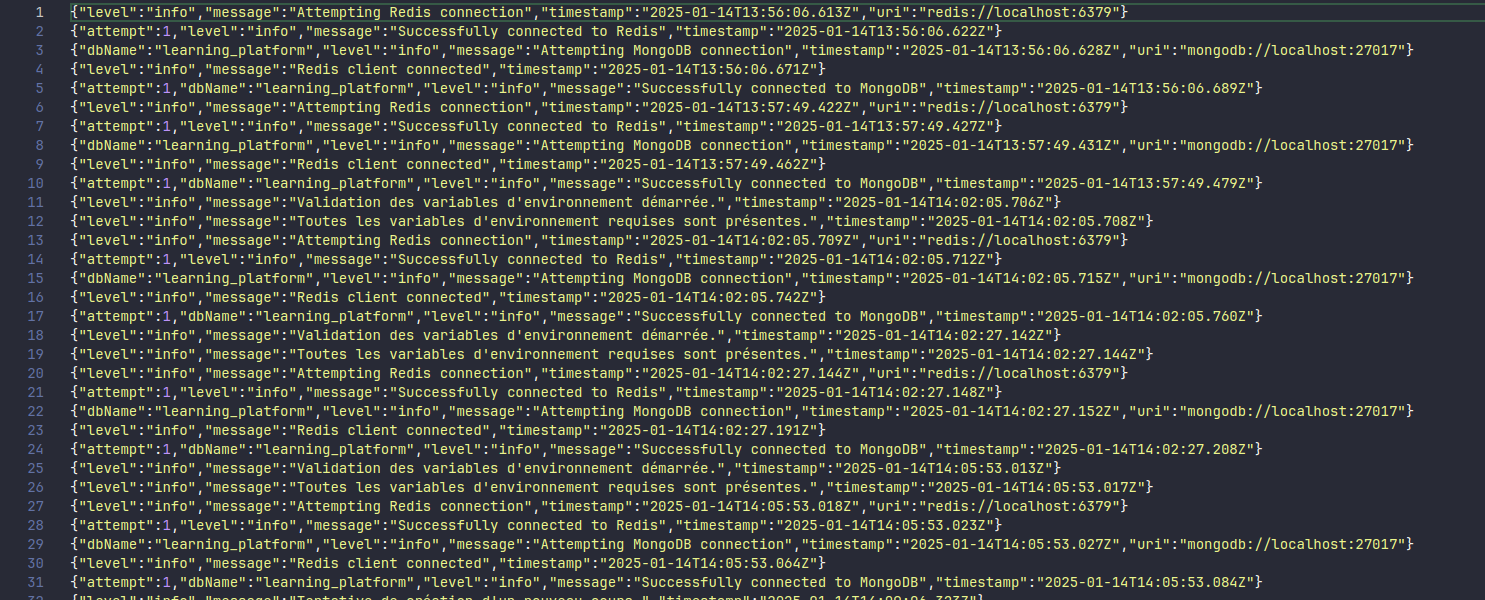 1 {"level":"info","message":"Attempting Redis connection","timestamp":"2025-01-14T13:56:06.613Z","uri":"redis://localhost:6379"}
2 {"attempt":1,"level":"info","message":"Successfully connected to Redis","timestamp":"2025-01-14T13:56:06.622Z"}
3 {"dbName":"learning_platform","level":"info","message":"Attempting MongoDB connection","timestamp":"2025-01-14T13:56:06.628Z","uri":"mongodb://localhost:27017"}
4 {"level":"info","message":"Redis client connected","timestamp":"2025-01-14T13:56:06.671Z"}
5 {"attempt":1,"dbName":"learning_platform","level":"info","message":"Successfully connected to MongoDB","timestamp":"2025-01-14T13:56:06.689Z"}
6 {"level":"info","message":"Attempting Redis connection","timestamp":"2025-01-14T13:57:49.422Z","uri":"redis://localhost:6379"}
7 {"attempt":1,"level":"info","message":"Successfully connected to Redis","timestamp":"2025-01-14T13:57:49.427Z"}
8 {"dbName":"learning_platform","level":"info","message":"Attempting MongoDB connection","timestamp":"2025-01-14T13:57:49.431Z","uri":"mongodb://localhost:27017"}
9 {"level":"info","message":"Redis client connected","timestamp":"2025-01-14T13:57:49.462Z"}
10 {"attempt":1,"dbName":"learning_platform","level":"info","message":"Successfully connected to MongoDB","timestamp":"2025-01-14T13:57:49.479Z"}
11 {"level":"info","message":"Validation des variables d'environnement démarrée.","timestamp":"2025-01-14T14:02:05.706Z"}
12 {"level":"info","message":"Toutes les variables d'environnement requises sont présentes.","timestamp":"2025-01-14T14:02:05.708Z"}
13 {"level":"info","message":"Attempting Redis connection","timestamp":"2025-01-14T14:02:05.709Z","uri":"redis://localhost:6379"}
14 {"attempt":1,"level":"info","message":"Successfully connected to Redis","timestamp":"2025-01-14T14:02:05.712Z"}
15 {"dbName":"learning_platform","level":"info","message":"Attempting MongoDB connection","timestamp":"2025-01-14T14:02:05.715Z","uri":"mongodb://localhost:27017"}
16 {"level":"info","message":"Redis client connected","timestamp":"2025-01-14T14:02:05.742Z"}
17 {"attempt":1,"dbName":"learning_platform","level":"info","message":"Successfully connected to MongoDB","timestamp":"2025-01-14T14:02:05.760Z"}
18 {"level":"info","message":"Validation des variables d'environnement démarrée.","timestamp":"2025-01-14T14:02:27.142Z"}
19 {"level":"info","message":"Toutes les variables d'environnement requises sont présentes.","timestamp":"2025-01-14T14:02:27.144Z"}
20 {"level":"info","message":"Attempting Redis connection","timestamp":"2025-01-14T14:02:27.144Z","uri":"redis://localhost:6379"}
21 {"attempt":1,"level":"info","message":"Successfully connected to Redis","timestamp":"2025-01-14T14:02:27.148Z"}
22 {"dbName":"learning_platform","level":"info","message":"Attempting MongoDB connection","timestamp":"2025-01-14T14:02:27.152Z","uri":"mongodb://localhost:27017"}
23 {"level":"info","message":"Redis client connected","timestamp":"2025-01-14T14:02:27.191Z"}
24 {"attempt":1,"dbName":"learning_platform","level":"info","message":"Successfully connected to MongoDB","timestamp":"2025-01-14T14:02:27.208Z"}
25 {"level":"info","message":"Validation des variables d'environnement démarrée.","timestamp":"2025-01-14T14:05:53.013Z"}
26 {"level":"info","message":"Toutes les variables d'environnement requises sont présentes.","timestamp":"2025-01-14T14:05:53.017Z"}
27 {"level":"info","message":"Attempting Redis connection","timestamp":"2025-01-14T14:05:53.018Z","uri":"redis://localhost:6379"}
28 {"attempt":1,"level":"info","message":"Successfully connected to Redis","timestamp":"2025-01-14T14:05:53.023Z"}
29 {"dbName":"learning_platform","level":"info","message":"Attempting MongoDB connection","timestamp":"2025-01-14T14:05:53.027Z","uri":"mongodb://localhost:27017"}
30 {"level":"info","message":"Redis client connected","timestamp":"2025-01-14T14:05:53.064Z"}
31 {"attempt":1,"dbName":"learning_platform","level":"info","message":"Successfully connected to MongoDB","timestamp":"2025-01-14T14:05:53.084Z"}